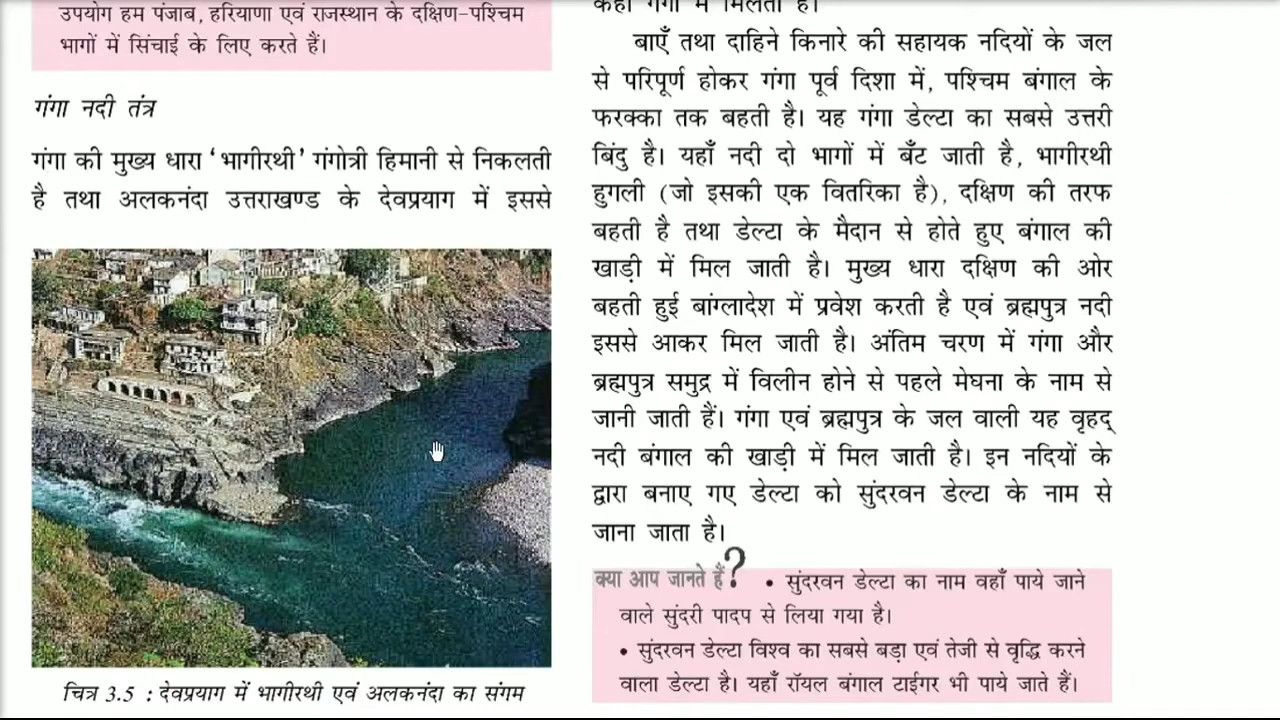 उपयोग हम पंजाब, हरियाणा एवं राजस्थान के दक्षिण-पश्चिम
भागों में सिंचाई के लिए करते हैं।
गंगा नदी तंत्र
गंगा की मुख्य धारा 'भागीरथी' गंगोत्री हिमानी से निकलती
है तथा अलकनंदा उत्तराखण्ड के देवप्रयाग में इससे
चित्र 3.5 : देवप्रयाग में भागीरथी एवं अलकनंदा का संगम
कहा गंगा में मिलती है।
बाएँ तथा दाहिने किनारे की सहायक नदियों के जल
से परिपूर्ण होकर गंगा पूर्व दिशा में, पश्चिम बंगाल के
फरक्का तक बहती है। यह गंगा डेल्टा का सबसे उत्तरी
बिंदु है। यहाँ नदी दो भागों में बँट जाती है, भागीरथी
हुगली (जो इसकी एक वितरिका है), दक्षिण की तरफ
बहती है तथा डेल्टा के मैदान से होते हुए बंगाल की
खाड़ी में मिल जाती है। मुख्य धारा दक्षिण की ओर
बहती हुई बांग्लादेश में प्रवेश करती है एवं ब्रह्मपुत्र नदी
इससे आकर मिल जाती है। अंतिम चरण में गंगा और
ब्रह्मपुत्र समुद्र में विलीन होने से पहले मेघना के नाम से
जानी जाती हैं। गंगा एवं ब्रह्मपुत्र के जल वाली यह वृहद्
नदी बंगाल की खाड़ी में मिल जाती है। इन नदियों के
द्वारा बनाए गए डेल्टा को सुंदरवन डेल्टा के नाम से
जाना जाता है।
क्या आप जानते हैं? • सुंदरवन डेल्टा का नाम वहाँ पाये जाने
वाले सुंदरी पादप से लिया गया है।
• सुंदरवन डेल्टा विश्व का सबसे बड़ा एवं तेजी से वृद्धि करने
वाला डेल्टा है। यहाँ रॉयल बंगाल टाईगर भी पाये जाते हैं।